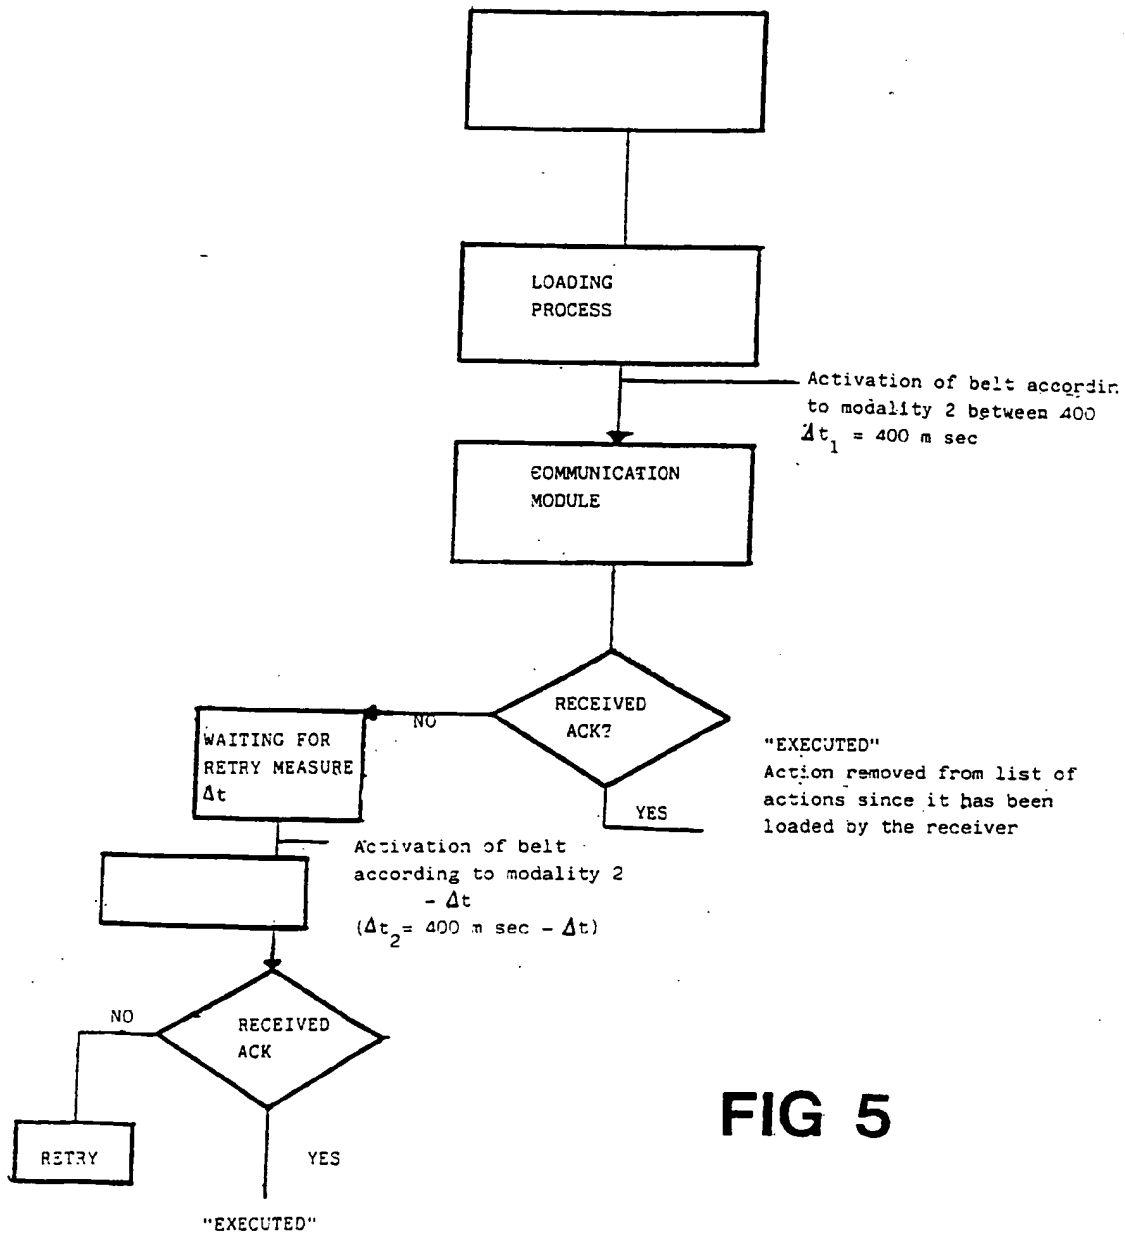 LOADING
PROCESS
Activation of belt accordin
to modality 2 between 400
Δt1 = 400 m sec
COMMUNICATION
MODULE
RECEIVED
ACK?
NO
WAITING FOR
RETRY MEASURE
Δt
YES
"EXECUTED"
Action removed from list of
actions since it has been
loaded by the receiver
Activation of belt
according to modality 2
- Δt
(Δt2= 400 m sec - Δt)
NO
RECEIVED
ACK
RETRY
YES
"EXECUTED"
FIG 5